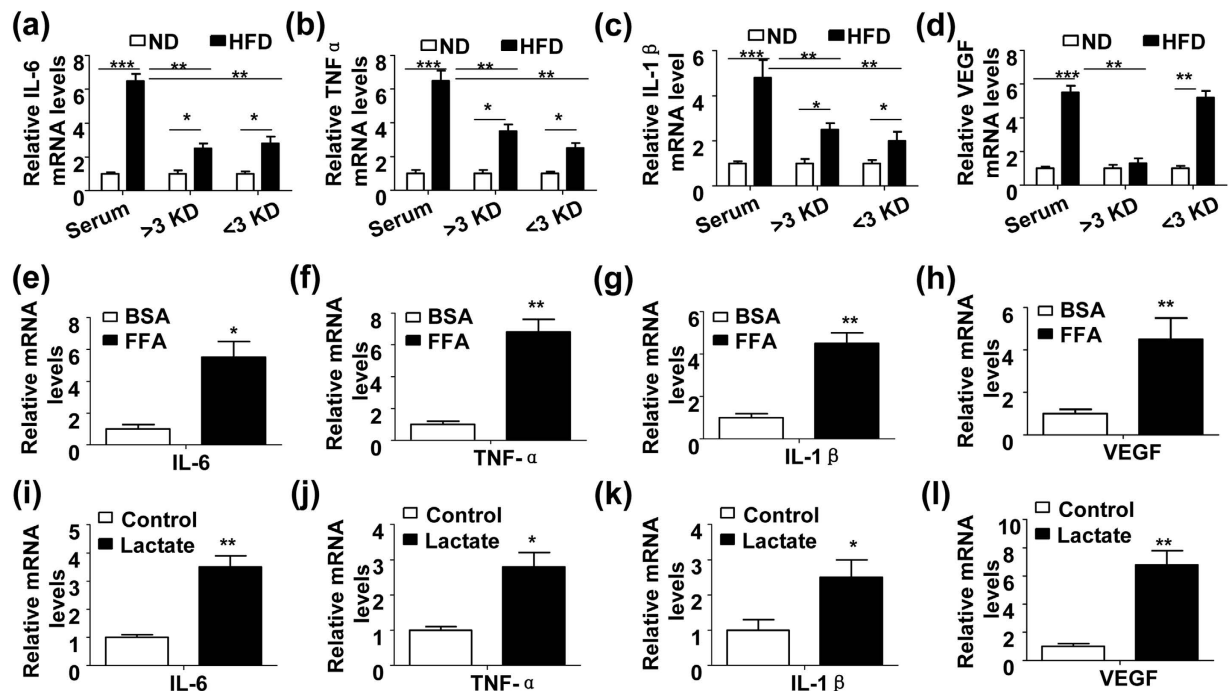 (a)
ND HFD
Relative IL-6
mRNA levels
8
6
4
2
0
***
**
**
*
*
Serum
>3 KD
<3 KD
(b)
ND HFD
Relative TNF α
mRNA levels
8
6
4
2
0
***
**
**
*
*
Serum
>3 KD
<3 KD
(c)
ND HFD
Relative IL-1 β
mRNA level
6
4
2
0
***
**
**
*
*
Serum
>3 KD
<3 KD
(d)
ND HFD
Relative VEGF
mRNA levels
8
6
4
2
0
***
**
**
Serum
>3 KD
<3 KD
(e)
Relative mRNA
levels
8
6
4
2
0
BSA
FFA
*
IL-6
(f)
Relative mRNA
levels
8
6
4
2
0
BSA
FFA
**
TNF- α
(g)
Relative mRNA
levels
6
4
2
0
BSA
FFA
**
IL-1 β
(h)
Relative mRNA
levels
6
4
2
0
BSA
FFA
**
VEGF
(i)
Relative mRNA
levels
5
4
3
2
1
0
Control
Lactate
**
IL-6
(j)
Relative mRNA
levels
4
3
2
1
0
Control
Lactate
*
TNF- α
(k)
Relative mRNA
levels
4
3
2
1
0
Control
Lactate
*
IL-1 β
(l)
Relative mRNA
levels
10
8
6
4
2
0
Control
Lactate
**
VEGF